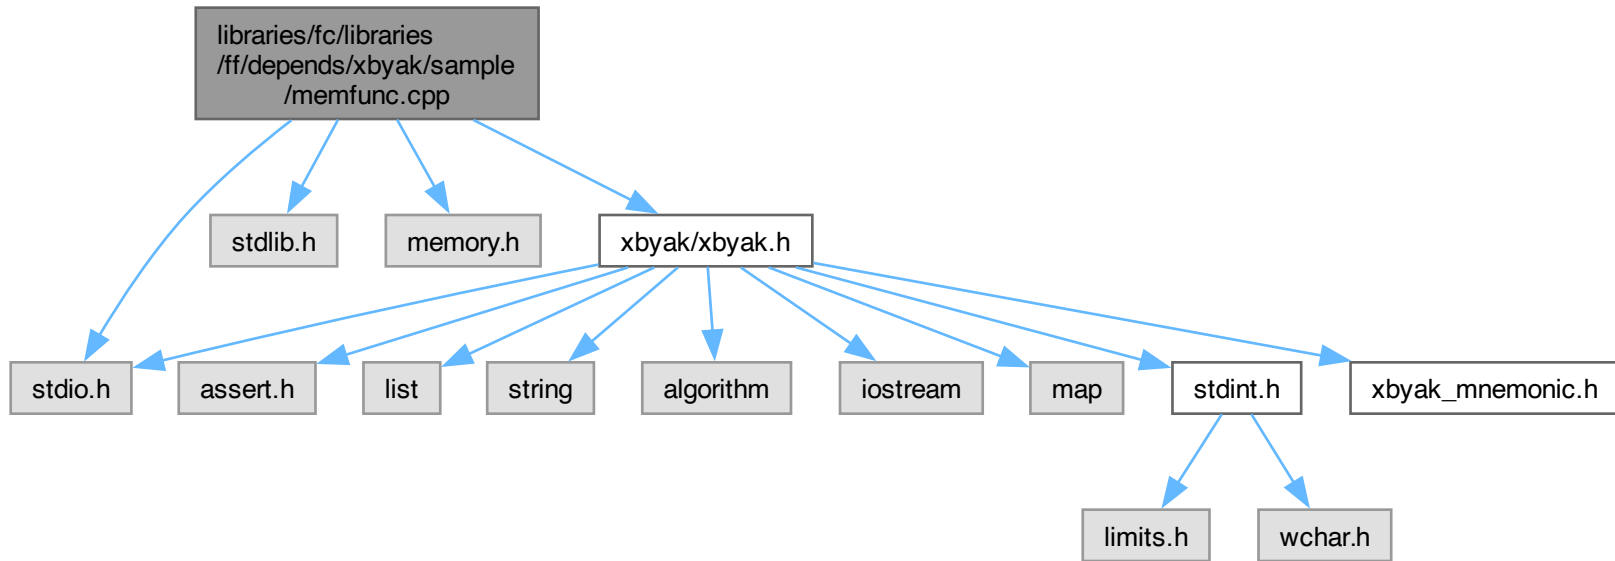 libraries/fc/libraries
/ff/depends/xbyak/sample
/memfunc.cpp
stdlib.h
memory.h
xbyak/xbyak.h
stdio.h
assert.h
list
string
algorithm
iostream
map
stdint.h
xbyak_mnemonic.h
limits.h
wchar.h